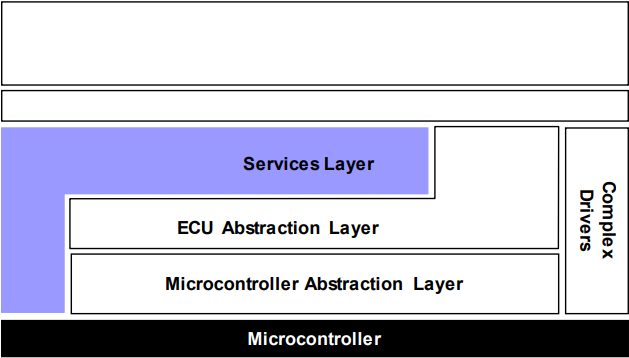 Services Layer
ECU Abstraction Layer
Microcontroller Abstraction Layer
Complex
Drivers
Microcontroller